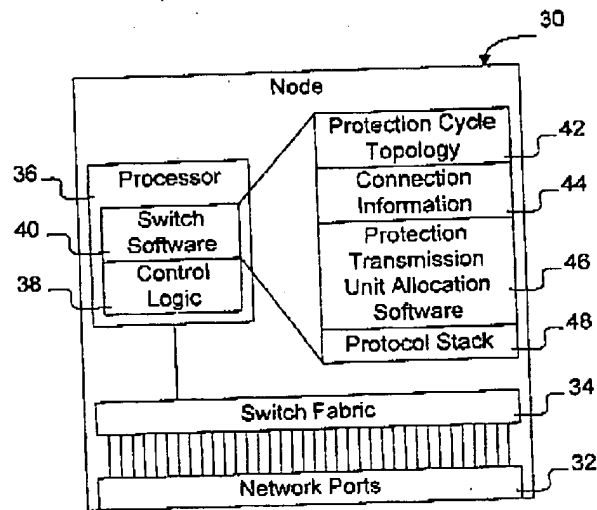 30
Node
Protection Cycle
Topology
42
36
Processor
Connection
Information
44
40
Switch
Software
Protection
Transmission
Unit Allocation
Software
46
38
Control
Logic
Protocol Stack
48
Switch Fabric
34
Network Ports
32